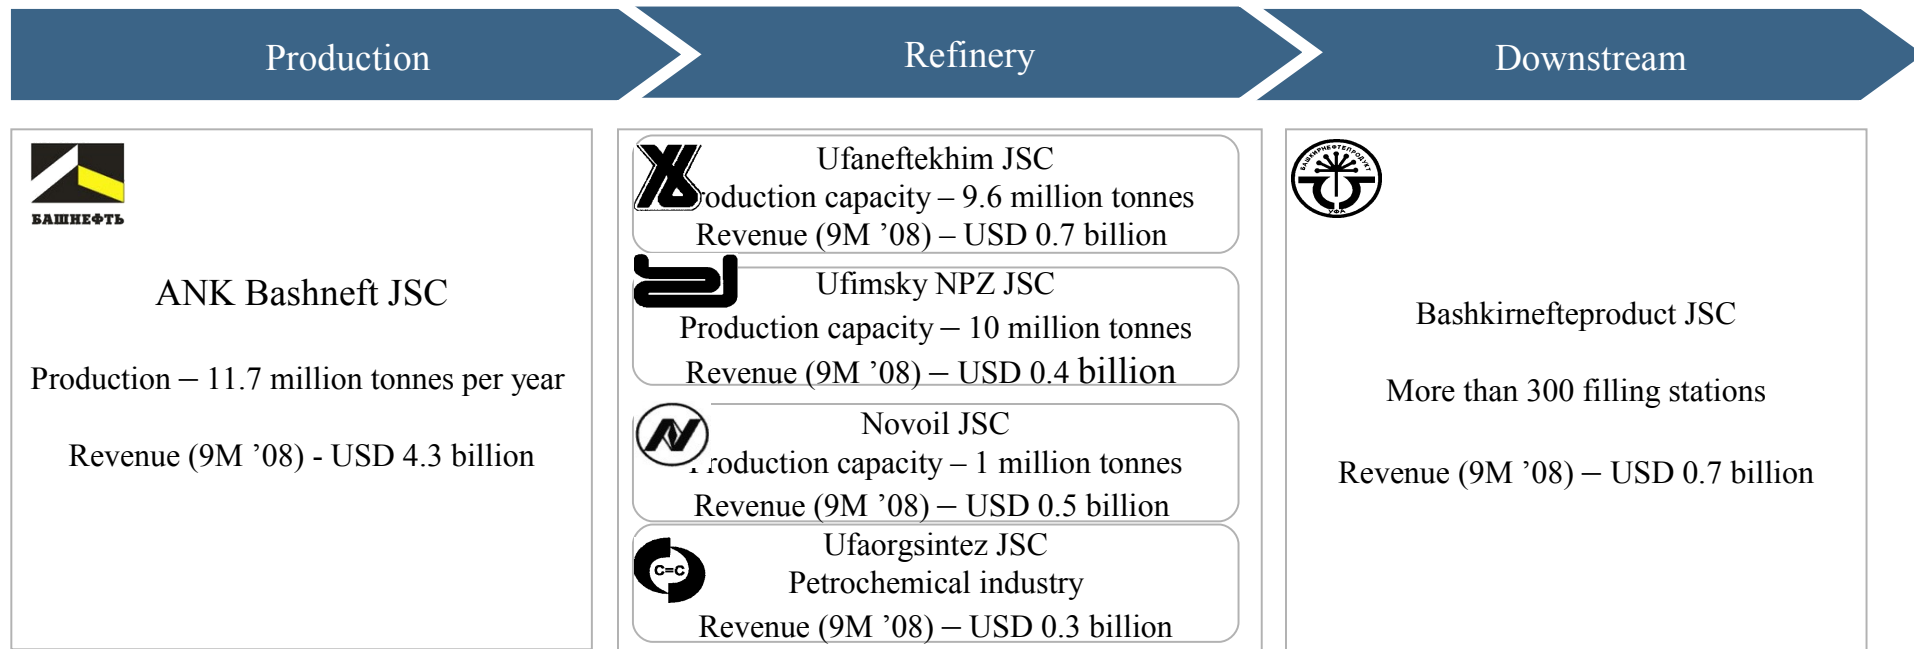 Production
Refinery
Downstream
БАШНЕФТЬ
ANK Bashneft JSC
Production – 11.7 million tonnes per year
Revenue (9M ’08) - USD 4.3 billion
Ufaneftekhim JSC
roduction capacity – 9.6 million tonnes
Revenue (9M ’08) – USD 0.7 billion
Ufimsky NPZ JSC
Production capacity – 10 million tonnes
Revenue (9M ’08) – USD 0.4 billion
Novoil JSC
roduction capacity – 1 million tonnes
Revenue (9M ’08) – USD 0.5 billion
C=C
Ufaorgsintez JSC
Petrochemical industry
Revenue (9M ’08) – USD 0.3 billion
БАШКИРНЕФТЕПРОДУКТ
УФА
Bashkirnefteproduct JSC
More than 300 filling stations
Revenue (9M ’08) – USD 0.7 billion